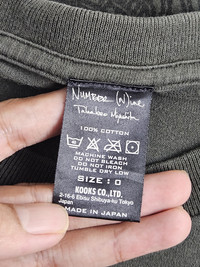 Number (N)ine
Takahiro Miyashita
100% COTTON
MACHINE WASH
DO NOT BLEACH
DO NOT IRON
TUMBLE DRY LOW
SIZE: 0
KOOKS CO.,LTD.
2-16-6 Ebisu Shibuya-ku Tokyo
Japan
MADE IN JAPAN